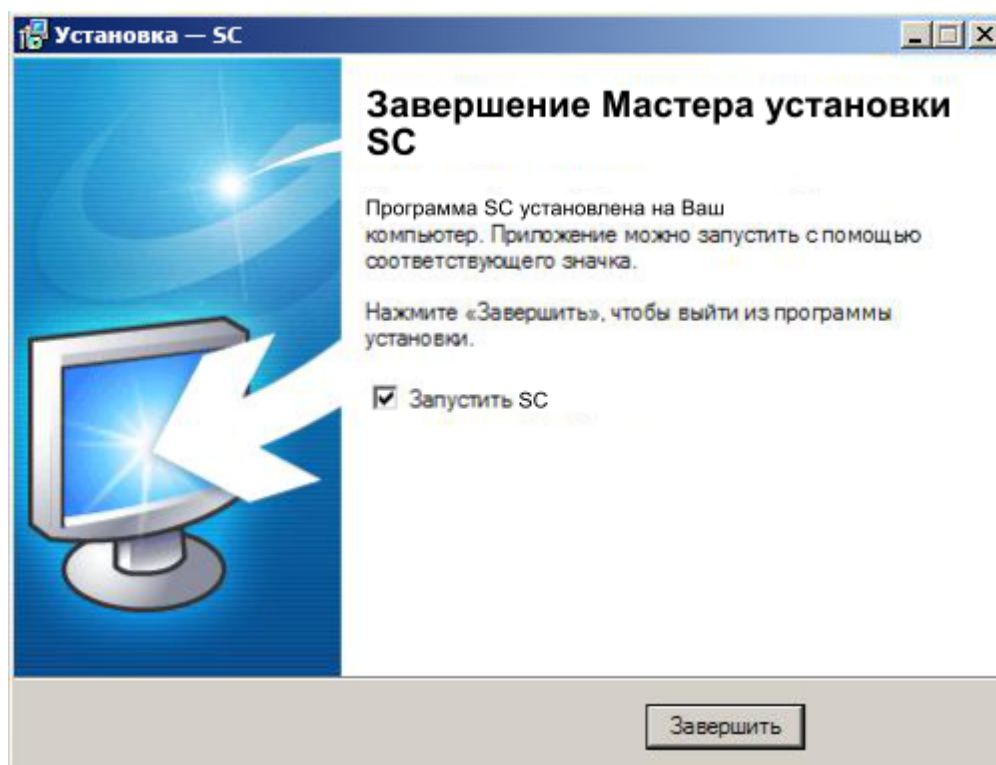 Установка — SC
Завершение Мастера установки
SC
Программа SC установлена на Ваш
компьютер. Приложение можно запустить с помощью
соответствующего значка.
Нажмите «Завершить», чтобы выйти из программы
установки.
Запустить SC
Завершить